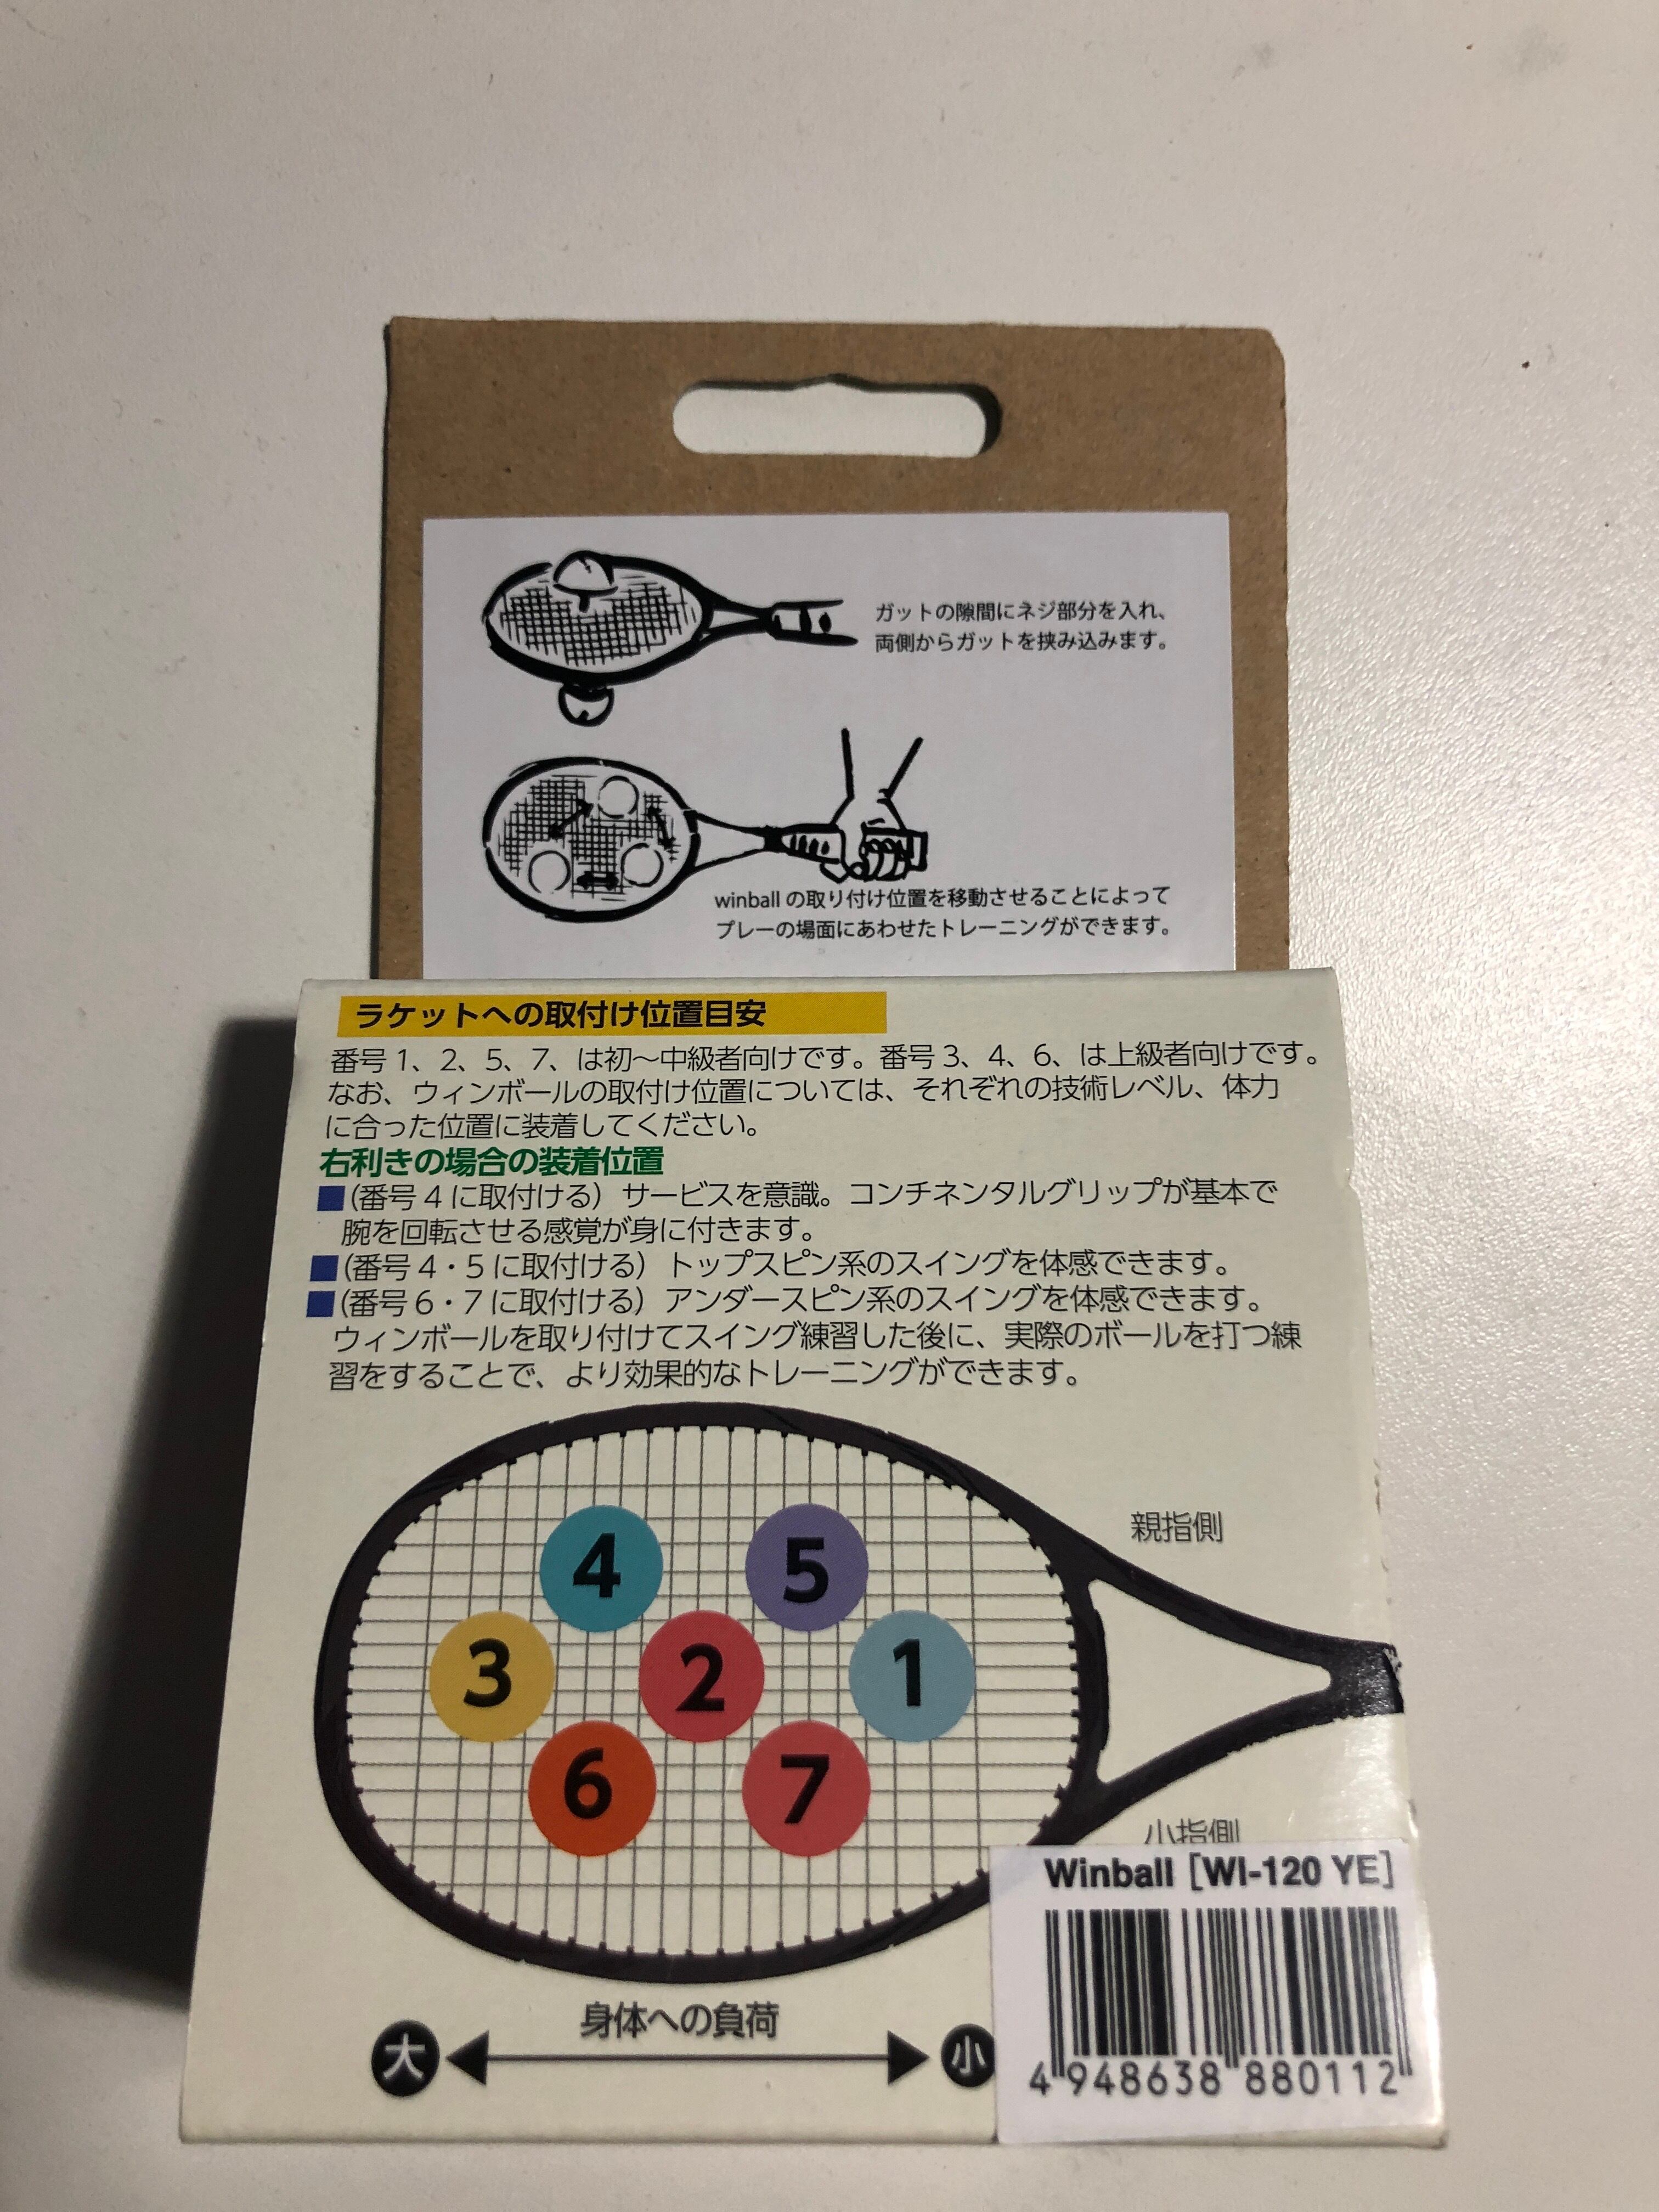 ガットの隙間にネジ部分を入れ、
両側からガットを挟み込みます。
winball の取り付け位置を移動させることによって
プレーの場面にあわせたトレーニングができます。
ラケットへの取付け位置目安
番号1、2、5、7、は初～中級者向けです。番号3、4、6、は上級者向けです。
なお、ウィンボールの取付け位置については、それぞれの技術レベル、体力
に合った位置に装着してください。
右利きの場合の装着位置
■(番号4に取付ける）サービスを意識。コンチネンタルグリップが基本で
腕を回転させる感覚が身に付きます。
■(番号4・5に取付ける）トップスピン系のスイングを体感できます。
■(番号6・7に取付ける）アンダースピン系のスイングを体感できます。
ウィンボールを取り付けてスイング練習した後に、実際のボールを打つ練
習をすることで、より効果的なトレーニングができます。
親指側
4 5
3 2 1
6 7
小指側
Winball [WI-120 YE]
身体への負荷
大 小
4 948638 880112